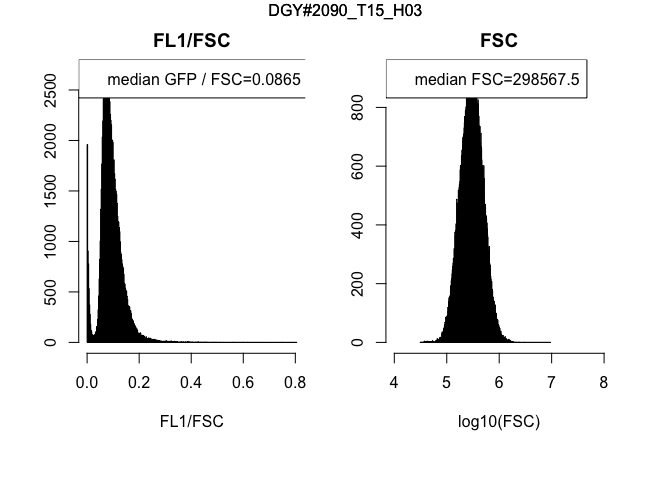 DGY#2090_T15_H03
FL1/FSC
median GFP / FSC=0.0865
0
500
1000
1500
2000
2500
0.0 0.2 0.4 0.6 0.8
FL1/FSC
FSC
median FSC=298567.5
0
200
400
600
800
4 5 6 7 8
log10(FSC)